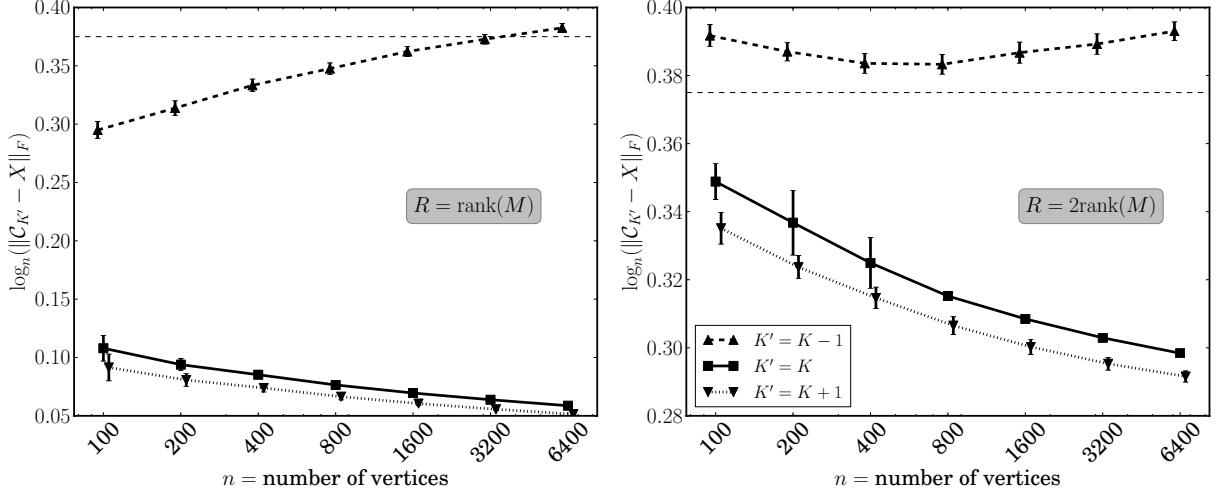 0.40
0.35
0.30
0.25
0.20
0.15
0.10
0.05
log_n(‖𝒞_{K′} − X‖_F)
R = rank(M)
100 200 400 800 1600 3200 6400
n = number of vertices
0.40
0.38
0.36
0.34
0.32
0.30
0.28
log_n(‖𝒞_{K′} − X‖_F)
R = 2rank(M)
K′ = K − 1
K′ = K
K′ = K + 1
100 200 400 800 1600 3200 6400
n = number of vertices